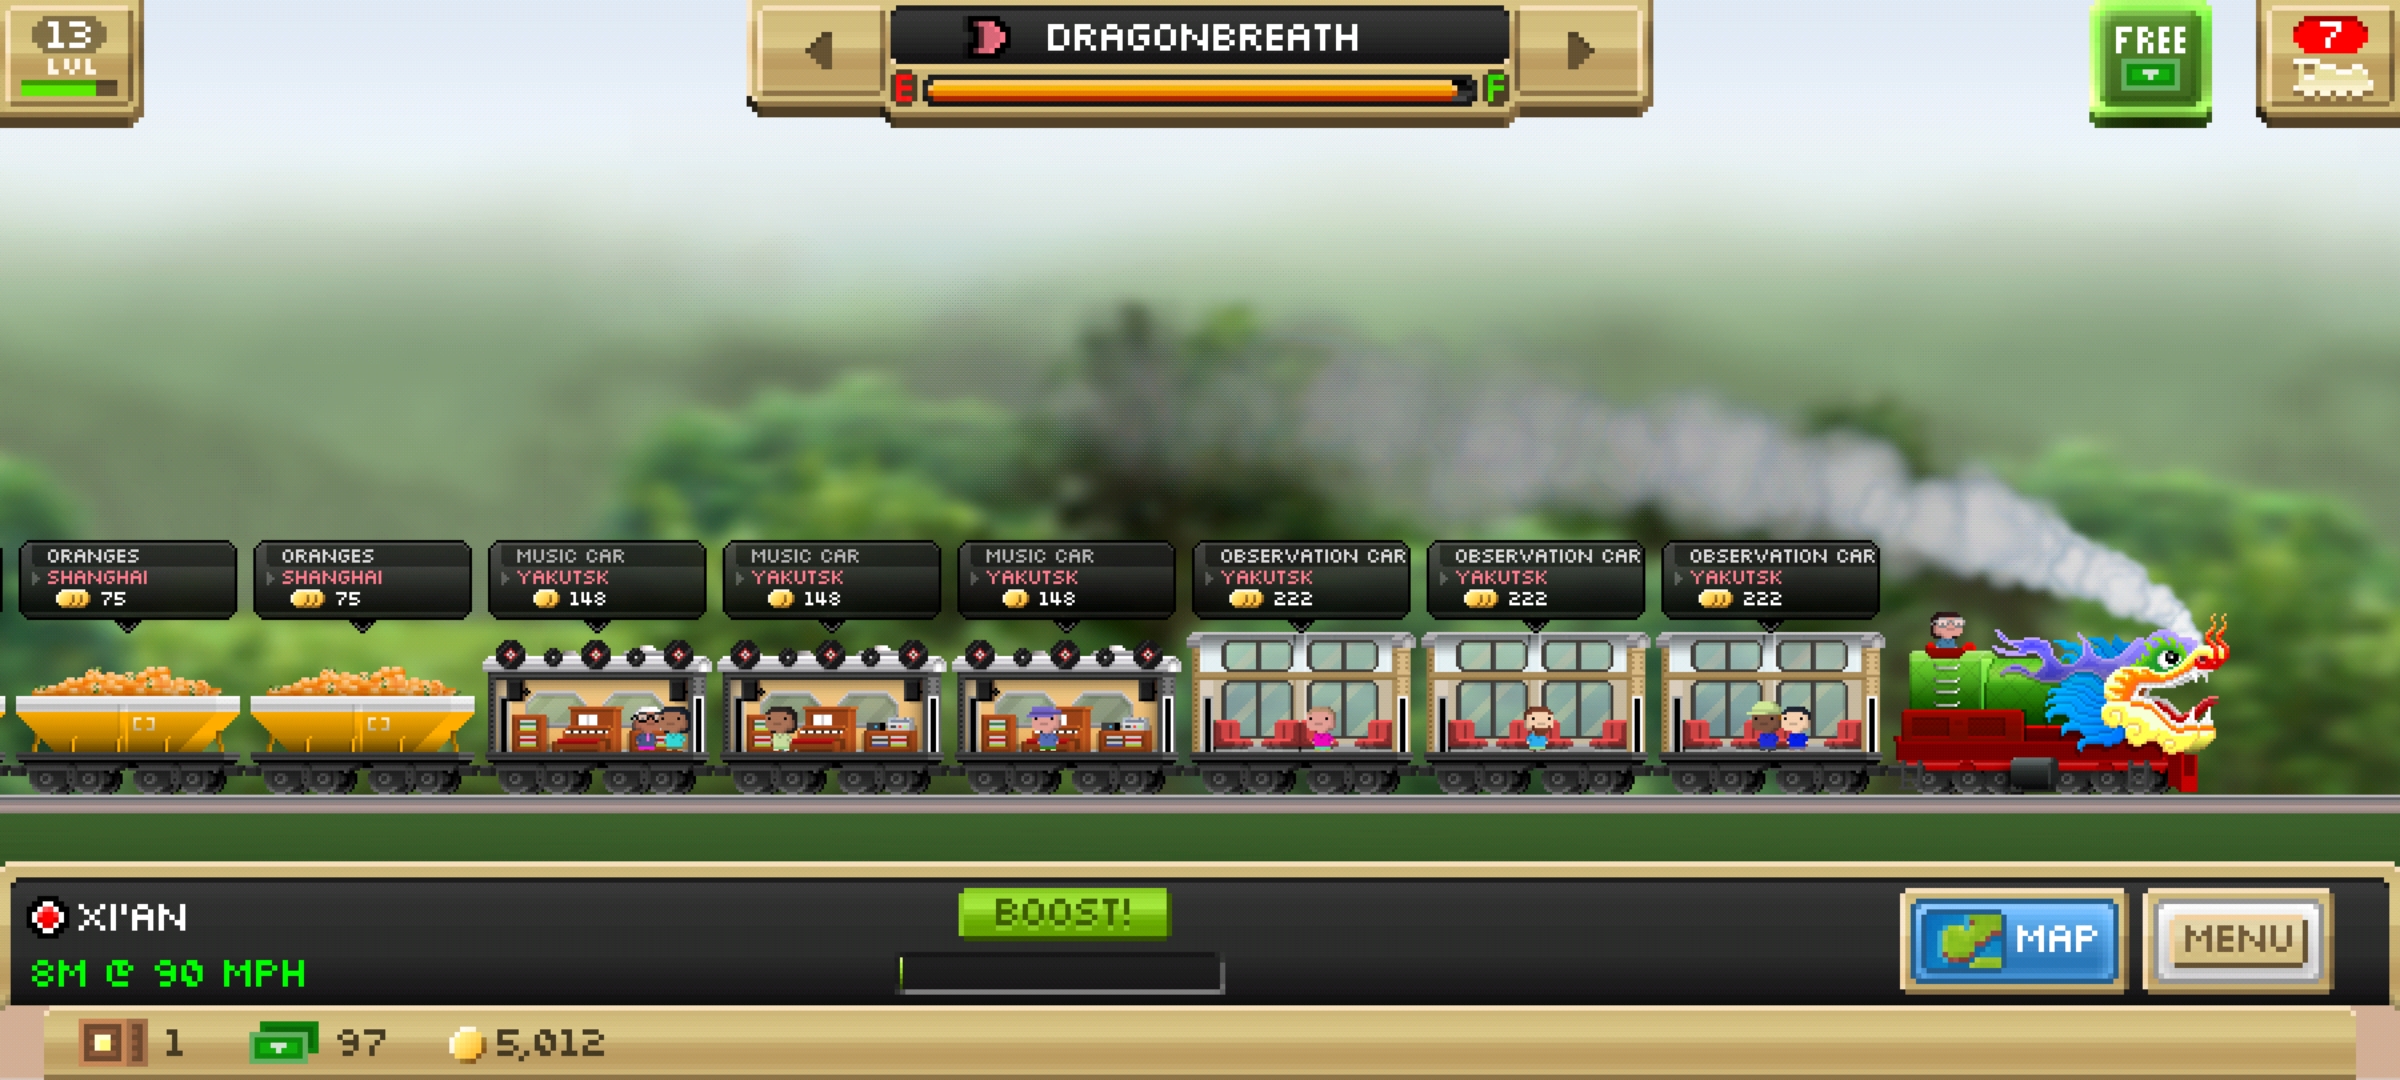 13
LVL
DRAGONBREATH
E F
FREE
7
ORANGES
SHANGHAI
75
ORANGES
SHANGHAI
75
MUSIC CAR
YAKUTSK
148
MUSIC CAR
YAKUTSK
148
MUSIC CAR
YAKUTSK
148
OBSERVATION CAR
YAKUTSK
222
OBSERVATION CAR
YAKUTSK
222
OBSERVATION CAR
YAKUTSK
222
XI'AN
8M @ 90 MPH
BOOST!
MAP
MENU
1 97 5,012